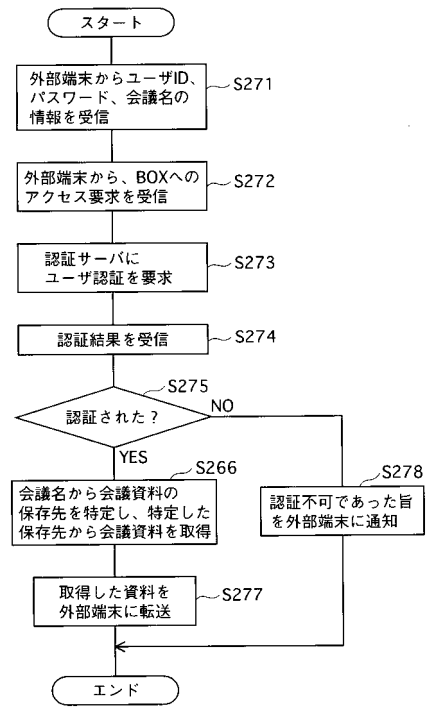 スタート
外部端末からユーザID、
パスワード、会議名の
情報を受信
S271
外部端末から、BOXへの
アクセス要求を受信
S272
認証サーバに
ユーザ認証を要求
S273
認証結果を受信
S274
S275
認証された？
NO
YES
S266
会議名から会議資料の
保存先を特定し、特定した
保存先から会議資料を取得
S278
認証不可であった旨
を外部端末に通知
取得した資料を
外部端末に転送
S277
エンド